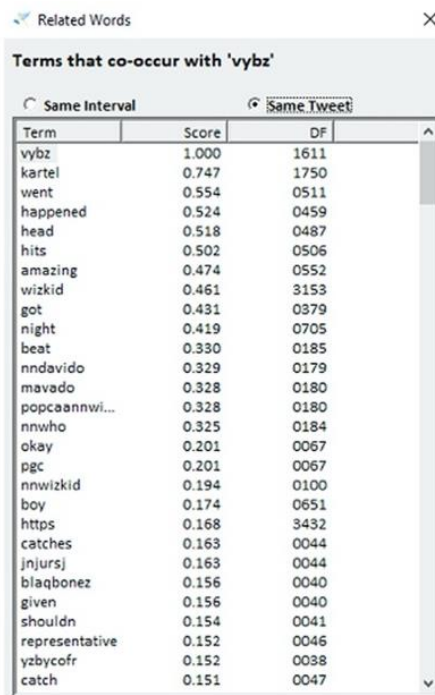 Related Words
Terms that co-occur with 'vybz'
Same Interval Same Tweet
Term Score DF
vybz 1.000 1611
kartel 0.747 1750
went 0.554 0511
happened 0.524 0459
head 0.518 0487
hits 0.502 0506
amazing 0.474 0552
wizkid 0.461 3153
got 0.431 0379
night 0.419 0705
beat 0.330 0185
nndavido 0.329 0179
mavado 0.328 0180
popcaannwi... 0.328 0180
nnwho 0.325 0184
okay 0.201 0067
pgc 0.201 0067
nnwizkid 0.194 0100
boy 0.174 0651
https 0.168 3432
catches 0.163 0044
jnjursj 0.163 0044
blaqbonez 0.156 0040
given 0.156 0040
shouldn 0.154 0041
representative 0.152 0046
yzbycofr 0.152 0038
catch 0.151 0047